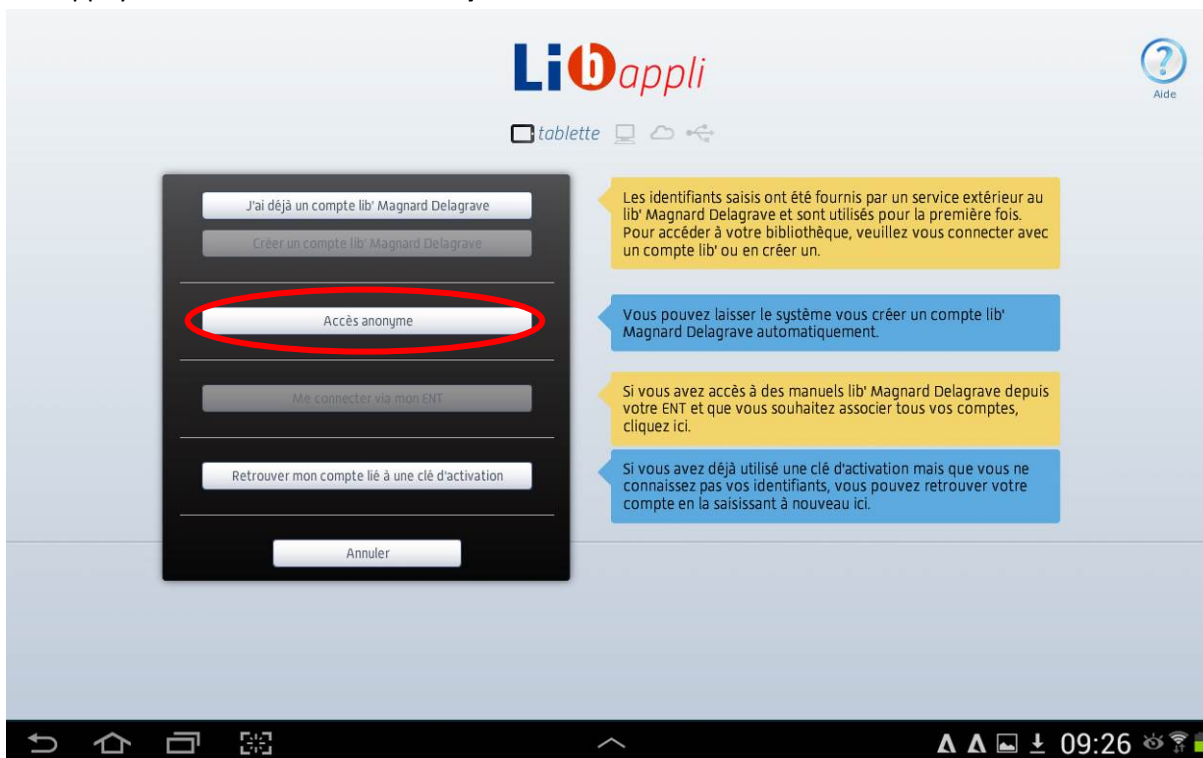 Lib appli
Aide
tablette
J'ai déjà un compte lib' Magnard Delagrave
Créer un compte lib' Magnard Delagrave
Les identifiants saisis ont été fournis par un service extérieur au
lib' Magnard Delagrave et sont utilisés pour la première fois.
Pour accéder à votre bibliothèque, veuillez vous connecter avec
un compte lib' ou en créer un.
Accès anonyme
Vous pouvez laisser le système vous créer un compte lib'
Magnard Delagrave automatiquement.
Me connecter via mon ENT
Si vous avez accès à des manuels lib' Magnard Delagrave depuis
votre ENT et que vous souhaitez associer tous vos comptes,
cliquez ici.
Retrouver mon compte lié à une clé d'activation
Si vous avez déjà utilisé une clé d'activation mais que vous ne
connaissez pas vos identifiants, vous pouvez retrouver votre
compte en la saisissant à nouveau ici.
Annuler
09:26